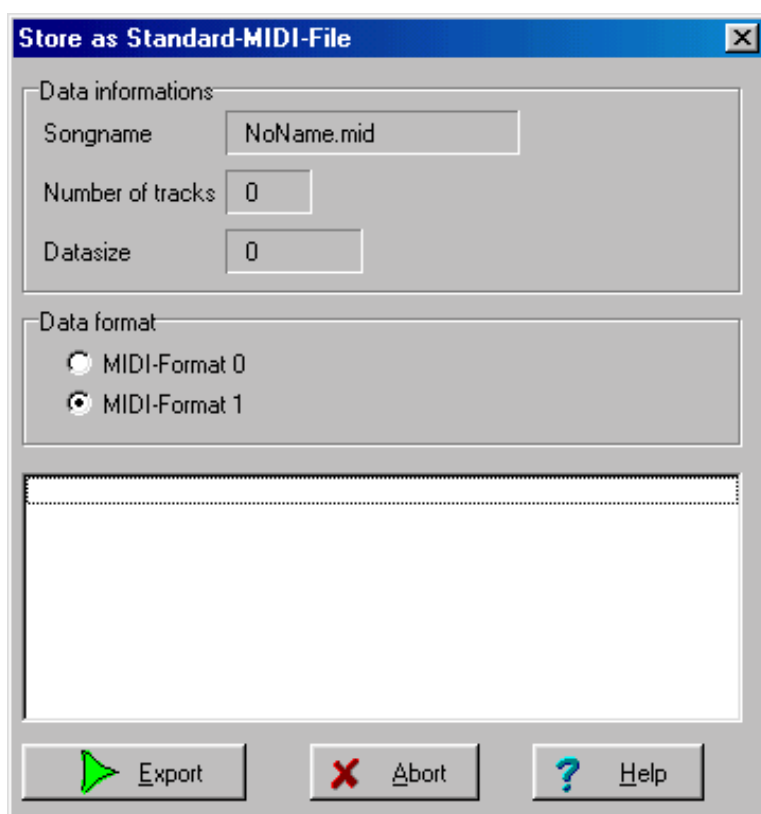 Store as Standard-MIDI-File
Data informations
Songname NoName.mid
Number of tracks 0
Datasize 0
Data format
MIDI-Format 0
MIDI-Format 1
Export Abort Help